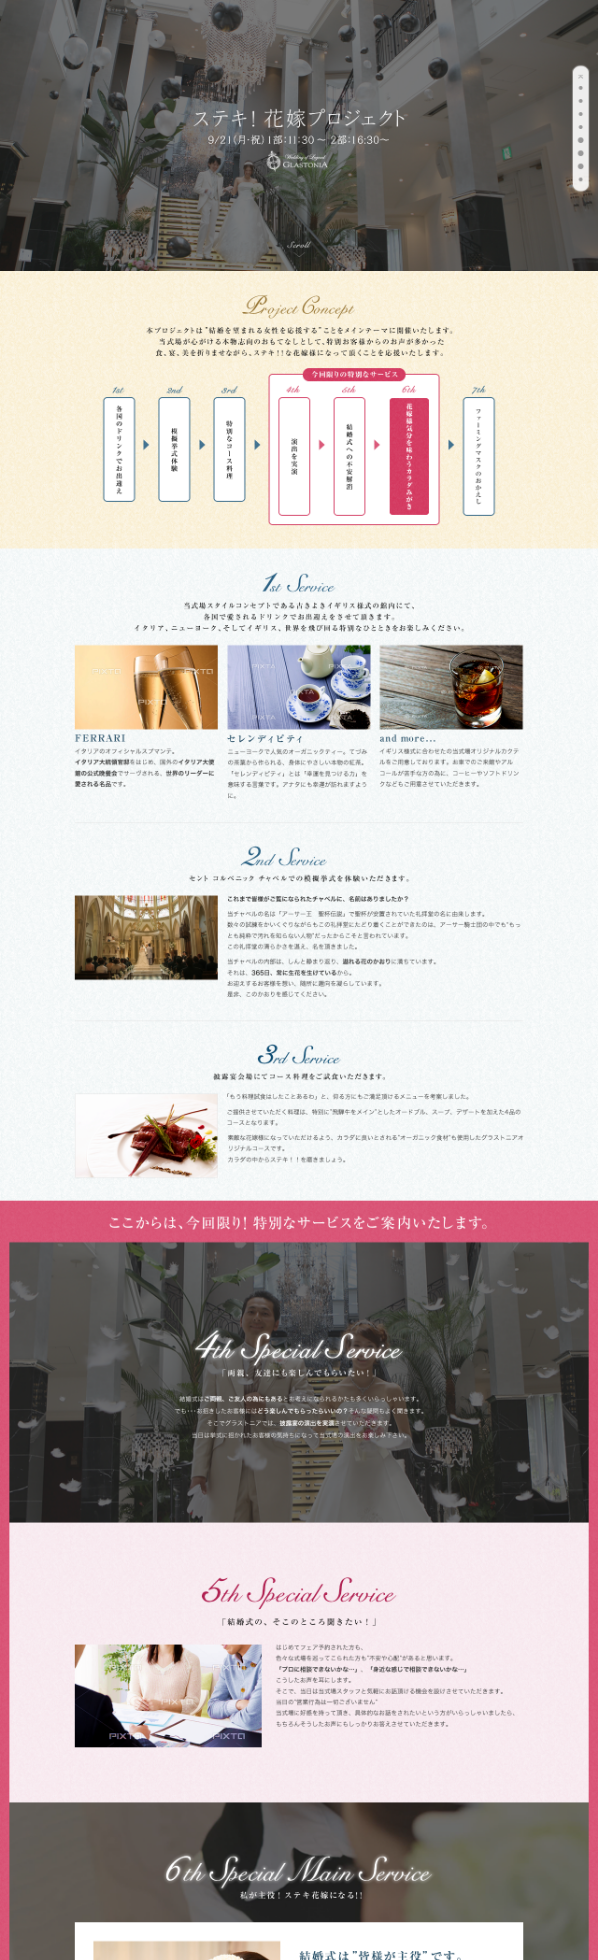 ステキ！花嫁プロジェクト
9/21(月・祝) 1部：11:30 ～ 2部：16:30～
Wedding of Legend
GLASTONIA
Scroll
Project Concept
本プロジェクトは"結婚を望まれる女性を応援する"ことをメインテーマに開催いたします。
当式場が心がける本物志向のおもてなしとして、特別お客様からのお声が多かった
食、宴、美を折りませながら、ステキ！！な花嫁様になって頂くことを応援いたします。
今回限りの特別なサービス
1st
2nd
3rd
4th
5th
6th
7th
各国のドリンクでお出迎え
模擬挙式体験
特別なコース料理
演出を実演
結婚式への不安解消
花嫁様気分を味わうカラダみがき
ファーミングマスクのおかえし
1st Service
当式場スタイルコンセプトである古きよきイギリス様式の館内にて、
各国で愛されるドリンクでお出迎えをさせて頂きます。
イタリア、ニューヨーク、そしてイギリス、世界を飛び回る特別なひとときをお楽しみください。
PIXTA
FERRARI
イタリアのオフィシャルスプマンテ。
イタリア大統領官邸をはじめ、国外のイタリア大使
館の公式晩餐会でサーヴされる、世界のリーダーに
愛される名品です。
セレンディピティ
ニューヨークで人気のオーガニックティー。てづみ
の茶葉から作られる、身体にやさしい本物の紅茶。
「セレンディピティ」とは「幸運を見つける力」を
意味する言葉です。アナタにも幸運が訪れますよう
に。
and more...
イギリス様式に合わせたの当式場オリジナルカクテ
ルをご用意しております。お車でのご来館やアル
コールが苦手な方の為に、コーヒーやソフトドリン
クなどもご用意させていただきます。
2nd Service
セント コルベニック チャペルでの模擬挙式を体験いただきます。
これまで皆様がご覧になられたチャペルに、名前はありましたか？
当チャペルの名は「アーサー王　聖杯伝説」で聖杯が安置されていた礼拝堂の名に由来します。
数々の試練をかいくぐりながらもこの礼拝堂にたどり着くことができたのは、アーサー騎士団の中でも"もっ
とも純粋で汚れを知らない人物"だったからこそと言われています。
この礼拝堂の清らかさを湛え、名を頂きました。
当チャペルの内部は、しんと静まり返り、溢れる花のかおりに満ちています。
それは、365日、常に生花を生けているから。
お迎えするお客様を想い、随所に趣向を凝らしています。
是非、このかおりを感じてください。
3rd Service
披露宴会場にてコース料理をご試食いただきます。
「もう料理試食はしたことあるわ」と、仰る方にもご満足頂けるメニューを考案しました。
ご提供させていただく料理は、特別に"飛騨牛をメイン"としたオードブル、スープ、デザートを加えた4品の
コースとなります。
素敵な花嫁様になっていただけるよう、カラダに良いとされる"オーガニック食材"も使用したグラストニアオ
リジナルコースです。
カラダの中からステキ！！を磨きましょう。
ここからは、今回限り！特別なサービスをご案内いたします。
4th Special Service
「両親、友達にも楽しんでもらいたい！」
結婚式はご両親、ご友人の為にもあるとお考えになられるかたも多くいらっしゃいます。
でも・・・お招きしたお客様にはどう楽しんでもらったらいいの？そんな疑問もよく聞きます。
そこでグラストニアでは、披露宴の演出を実演させていただきます。
当日は挙式に招かれたお客様の気持ちになって当式場の演出をお楽しみ下さい。
5th Special Service
「結婚式の、そこのところ聞きたい！」
はじめてフェア予約された方も、
色々な式場を巡ってこられた方も"不安や心配"があると思います。
「プロに相談できないかな…」、「身近な感じで相談できないかな…」
こうしたお声を耳にします。
そこで、当日は当式場スタッフと気軽にお話頂ける機会を設けさせていただきます。
当日の"営業行為は一切ございません"
当式場に好感を持って頂き、具体的なお話をされたいという方がいらっしゃいましたら、
もちろんそうしたお声にもしっかりお答えさせていただきます。
PIXTA
6th Special Main Service
私が主役！ステキ花嫁になる！！
結婚式は"皆様が主役"です。